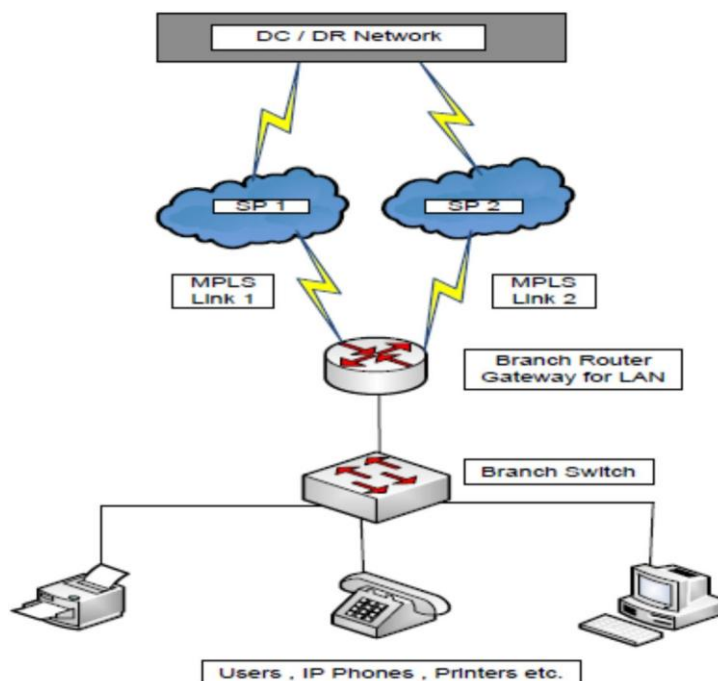 DC / DR Network
SP 1
SP 2
MPLS
Link 1
MPLS
Link 2
Branch Router
Gateway for LAN
Branch Switch
Users , IP Phones , Printers etc.